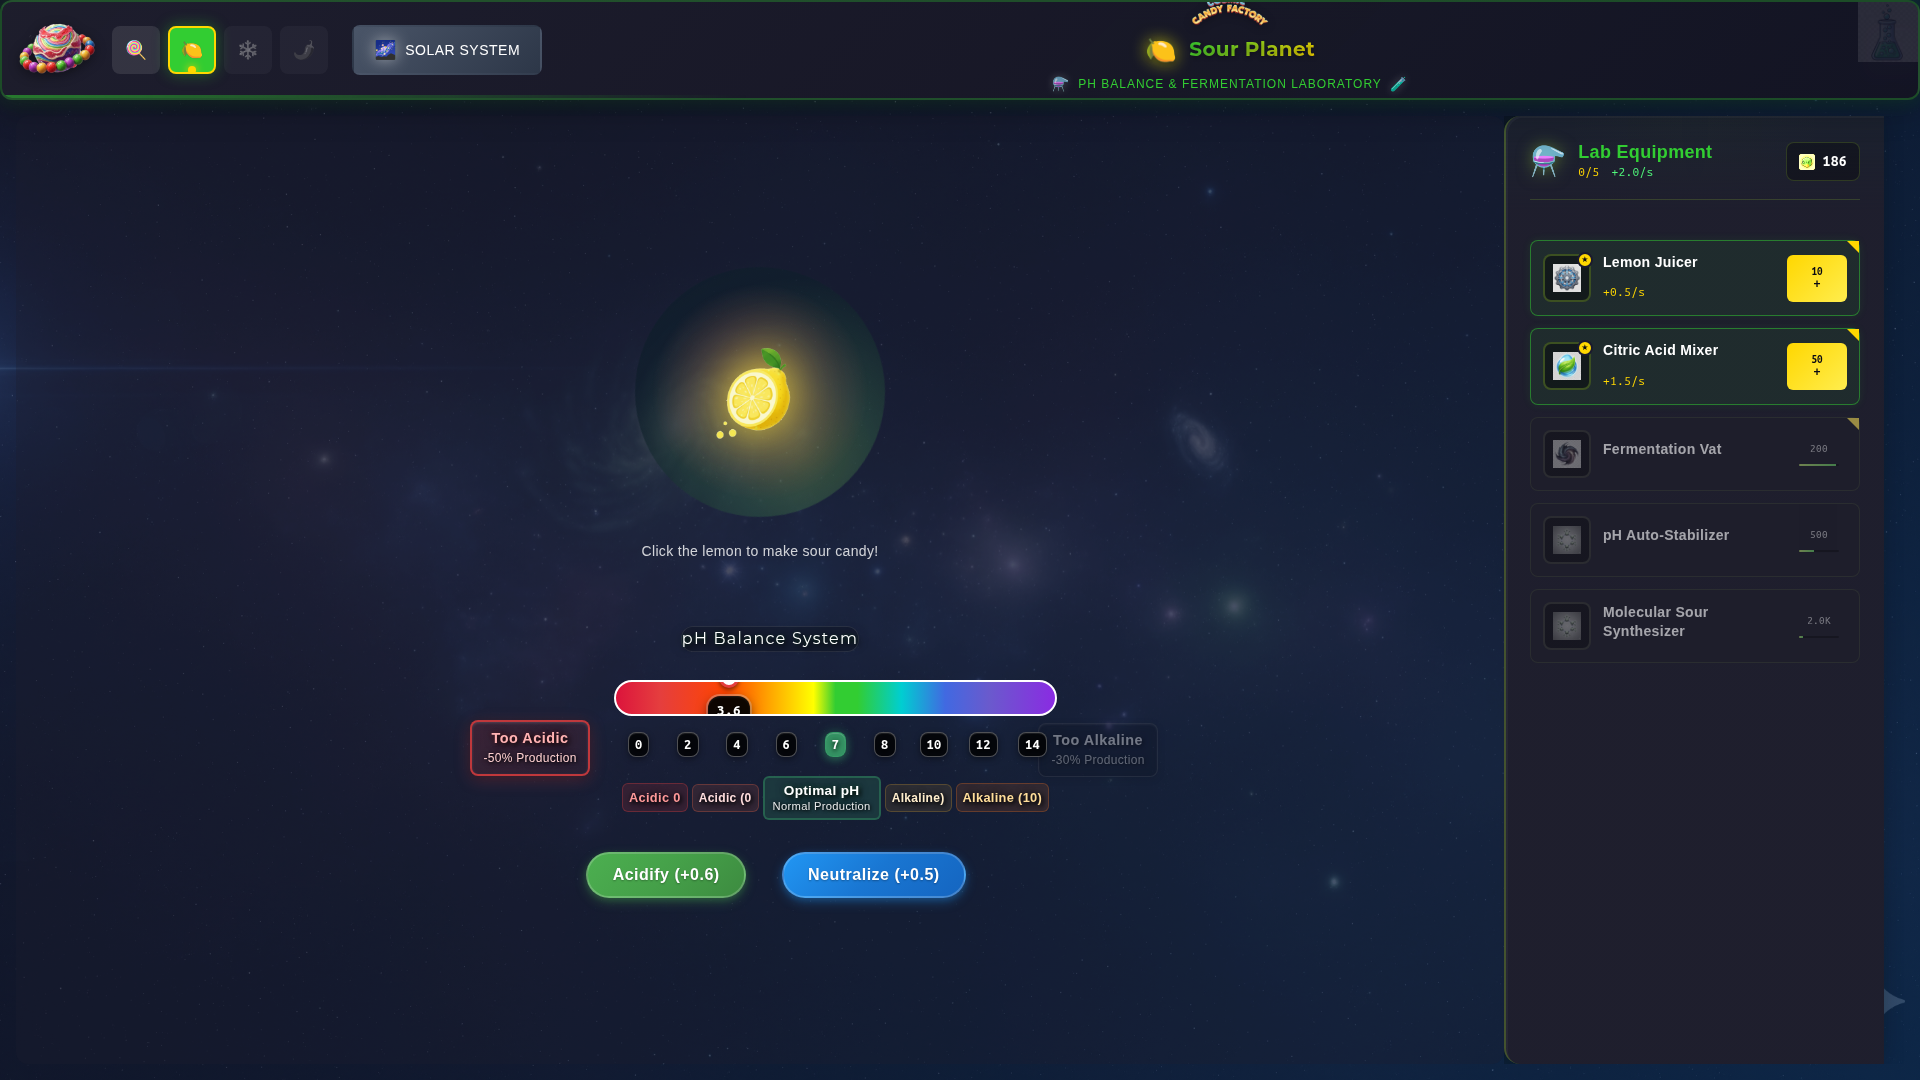 SOLAR SYSTEM
CANDY FACTORY
Sour Planet
PH BALANCE & FERMENTATION LABORATORY
Lab Equipment
0/5 +2.0/s
186
Lemon Juicer
+0.5/s
10
+
Citric Acid Mixer
+1.5/s
50
+
Fermentation Vat
200
pH Auto-Stabilizer
500
Molecular Sour
Synthesizer
2.0K
Click the lemon to make sour candy!
pH Balance System
3.6
Too Acidic
-50% Production
0 2 4 6 7 8 10 12 14
Too Alkaline
-30% Production
Acidic 0
Acidic (0
Optimal pH
Normal Production
Alkaline)
Alkaline (10)
Acidify (+0.6)
Neutralize (+0.5)